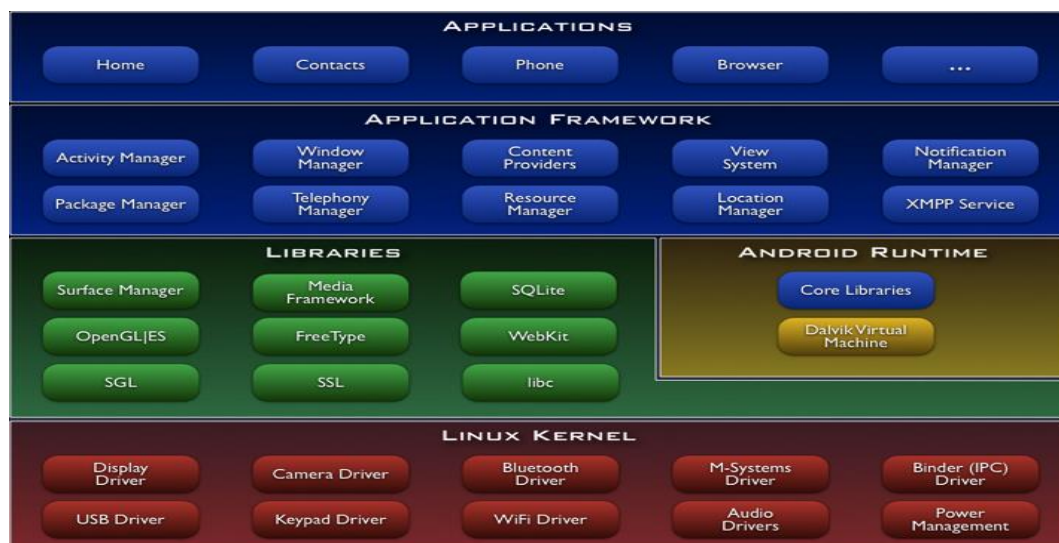 APPLICATIONS
Home
Contacts
Phone
Browser
...
APPLICATION FRAMEWORK
Activity Manager
Window
Manager
Content
Providers
View
System
Notification
Manager
Package Manager
Telephony
Manager
Resource
Manager
Location
Manager
XMPP Service
LIBRARIES
Surface Manager
Media
Framework
SQLite
OpenGL|ES
FreeType
WebKit
SGL
SSL
libc
ANDROID RUNTIME
Core Libraries
Dalvik Virtual
Machine
LINUX KERNEL
Display
Driver
Camera Driver
Bluetooth
Driver
M-Systems
Driver
Binder (IPC)
Driver
USB Driver
Keypad Driver
WiFi Driver
Audio
Drivers
Power
Management